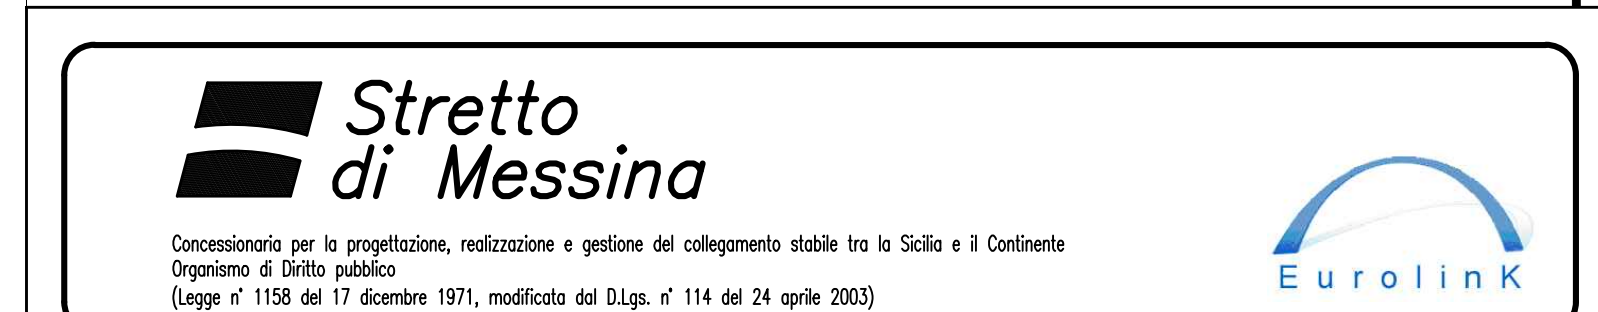 Stretto
di Messina
Concessionaria per la progettazione, realizzazione e gestione del collegamento stabile tra la Sicilia e il Continente
Organismo di Diritto pubblico
(Legge n° 1158 del 17 dicembre 1971, modificata dal D.Lgs. n° 114 del 24 aprile 2003)
EurolinK